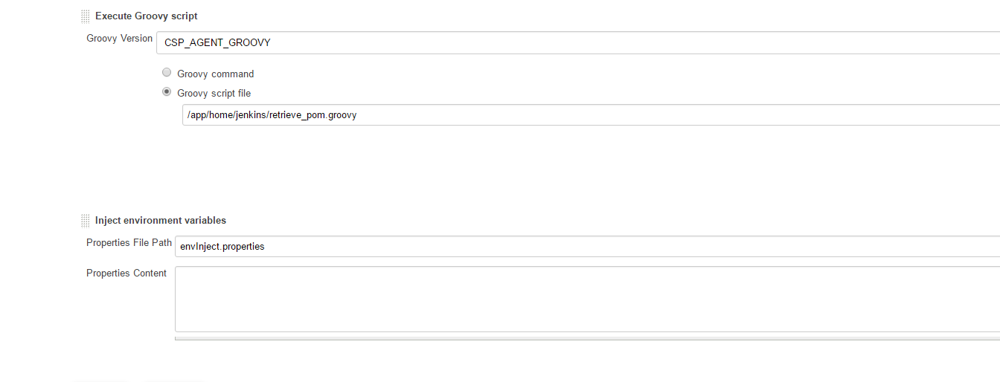 Execute Groovy script
Groovy Version CSP_AGENT_GROOVY
Groovy command
Groovy script file
/app/home/jenkins/retrieve_pom.groovy
Inject environment variables
Properties File Path envInject.properties
Properties Content